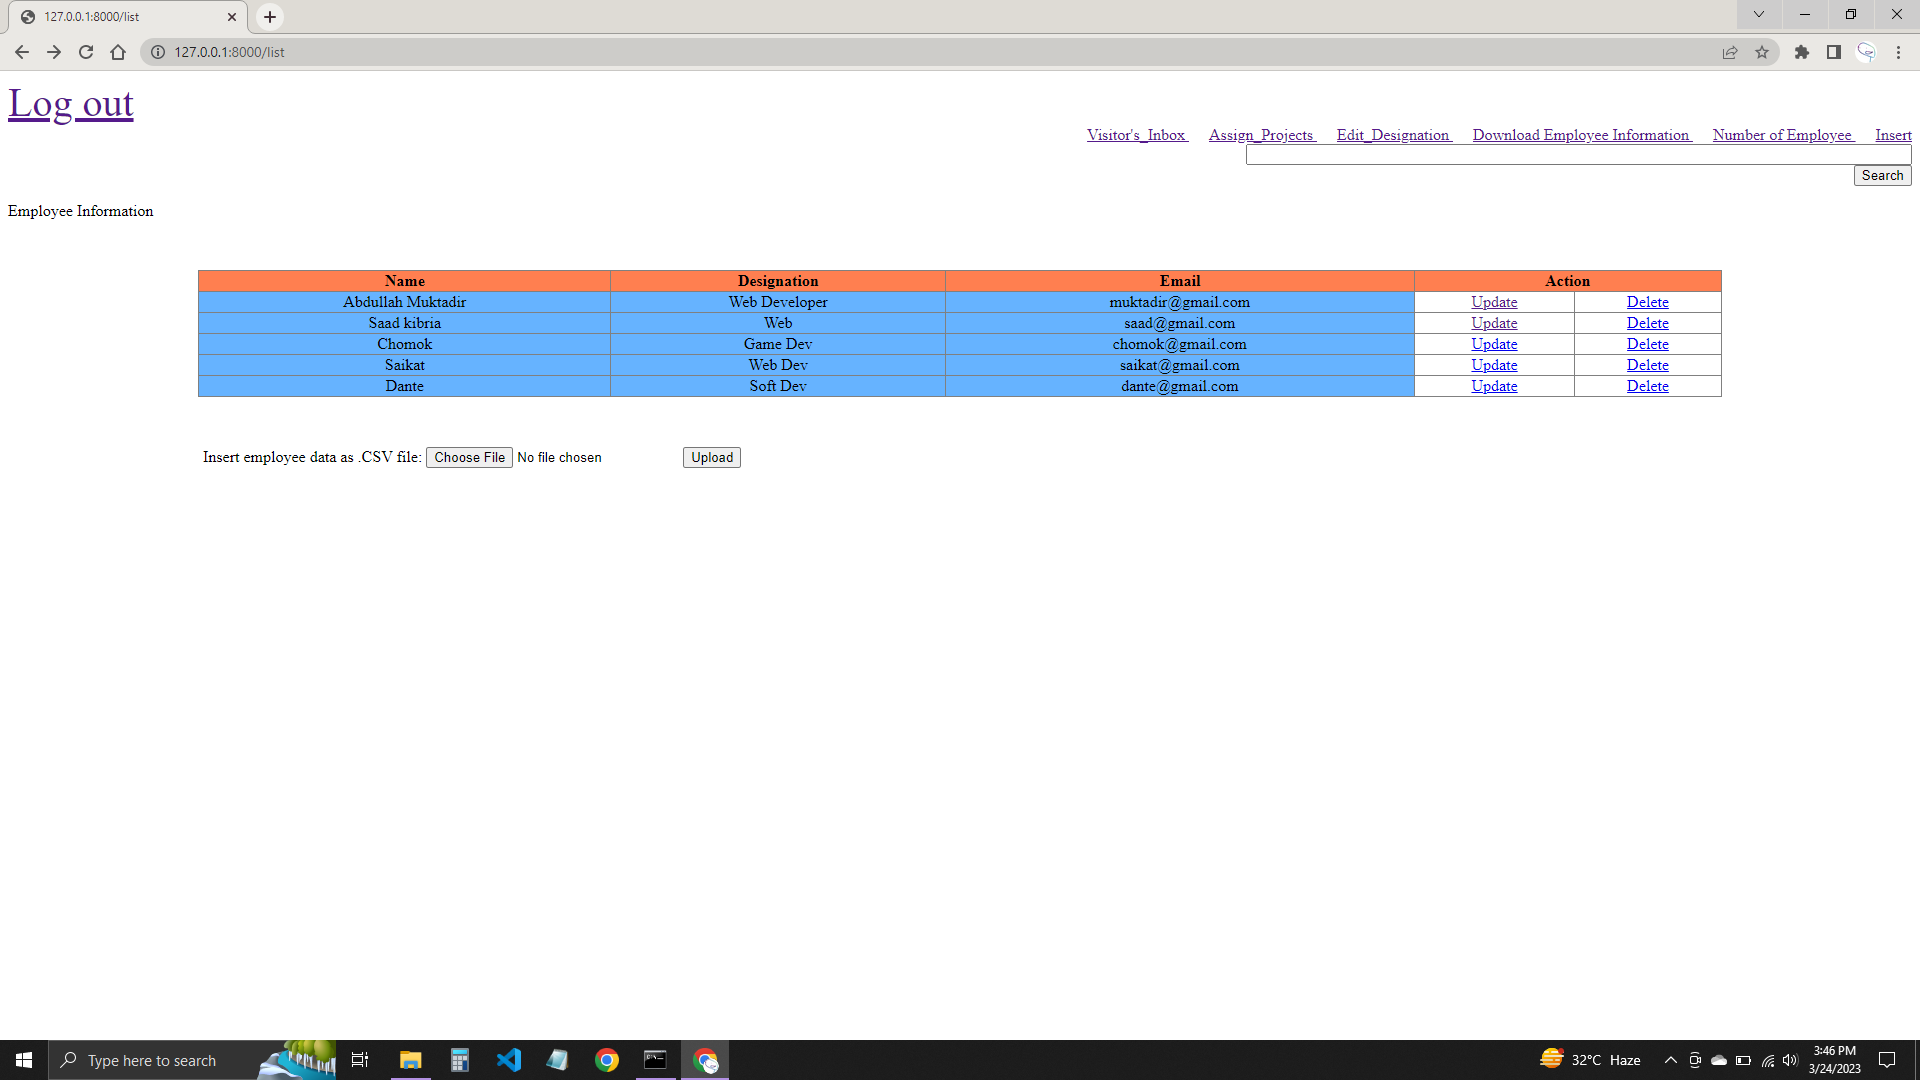 127.0.0.1:8000/list
127.0.0.1:8000/list
Log out
Visitor's_Inbox Assign_Projects Edit_Designation Download Employee Information Number of Employee Insert
Search
Employee Information
Name Designation Email Action
Abdullah Muktadir Web Developer muktadir@gmail.com Update Delete
Saad kibria Web saad@gmail.com Update Delete
Chomok Game Dev chomok@gmail.com Update Delete
Saikat Web Dev saikat@gmail.com Update Delete
Dante Soft Dev dante@gmail.com Update Delete
Insert employee data as .CSV file: Choose File No file chosen Upload
Type here to search
32°C Haze
3:46 PM
3/24/2023